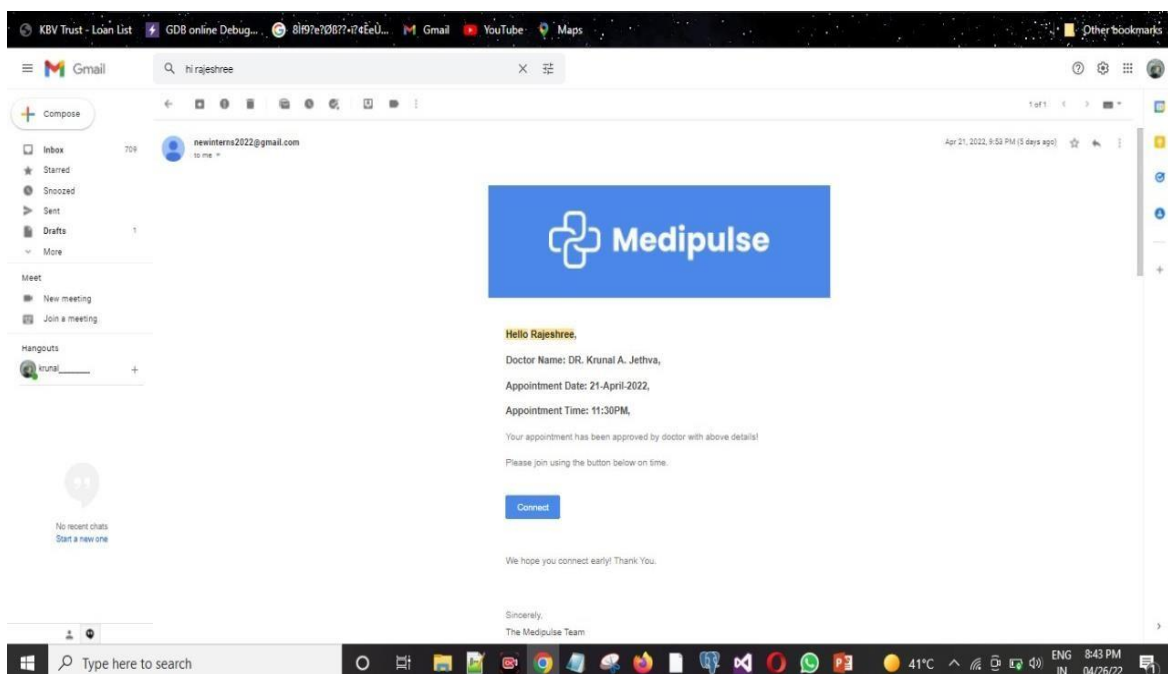 KBV Trust - Loan List GDB online Debug... Gmail YouTube Maps Other bookmarks
Gmail hi rajeshree
Compose 1 of 1
Inbox 709
Starred
Snoozed
Sent
Drafts 1
More
Meet
New meeting
Join a meeting
Hangouts
krunal_______
No recent chats
Start a new one
newinterns2022@gmail.com Apr 21, 2022, 9:53 PM (5 days ago)
to me
Medipulse
Hello Rajeshree,
Doctor Name: DR. Krunal A. Jethva,
Appointment Date: 21-April-2022,
Appointment Time: 11:30PM,
Your appointment has been approved by doctor with above details!
Please join using the button below on time.
Connect
We hope you connect early! Thank You.
Sincerely,
The Medipulse Team
Type here to search 41°C ENG 8:43 PM
IN 04/26/22